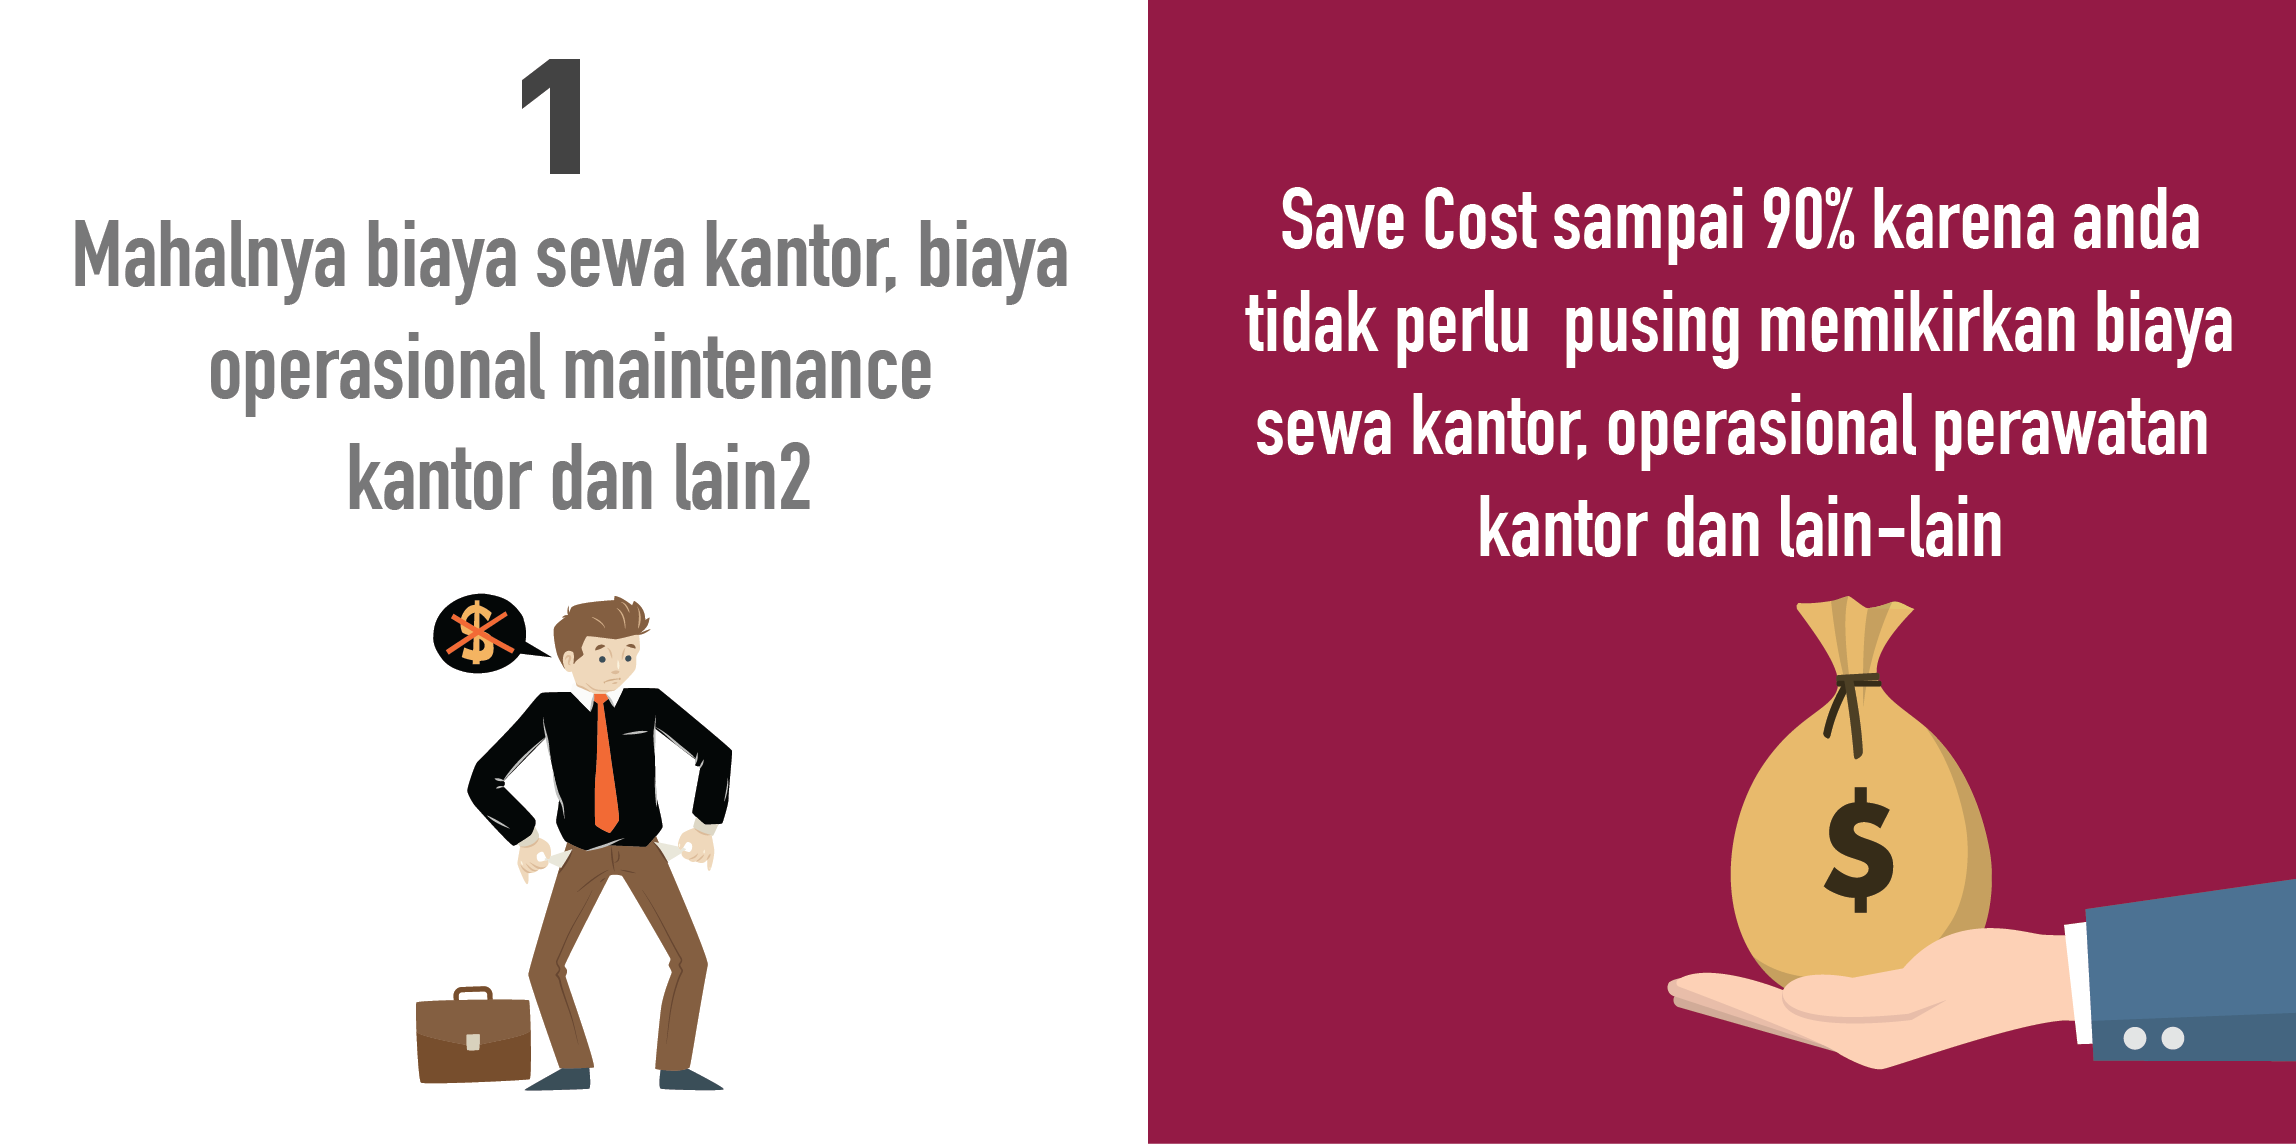 1
Mahalnya biaya sewa kantor, biaya
operasional maintenance
kantor dan lain2
$
Save Cost sampai 90% karena anda
tidak perlu  pusing memikirkan biaya
sewa kantor, operasional perawatan
kantor dan lain-lain
$